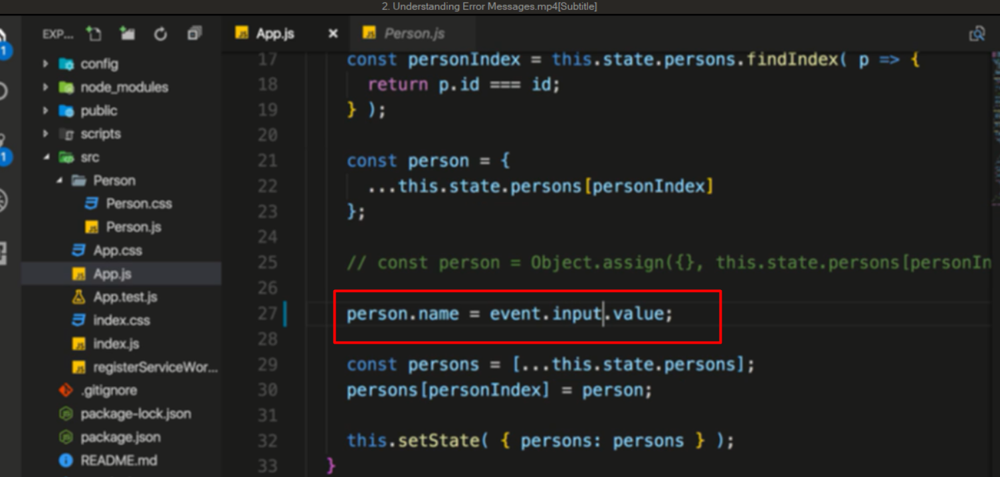 2. Understanding Error Messages.mp4[Subtitle]
EXP...
App.js
Person.js
config
node_modules
public
scripts
src
Person
Person.css
Person.js
App.css
App.js
App.test.js
index.css
index.js
registerServiceWor...
.gitignore
package-lock.json
package.json
README.md
1
1
17 const personIndex = this.state.persons.findIndex( p => {
18 return p.id === id;
19 } );
20
21 const person = {
22 ...this.state.persons[personIndex]
23 };
24
25 // const person = Object.assign({}, this.state.persons[personIn
26
27 person.name = event.input.value;
28
29 const persons = [...this.state.persons];
30 persons[personIndex] = person;
31
32 this.setState( { persons: persons } );
33 }